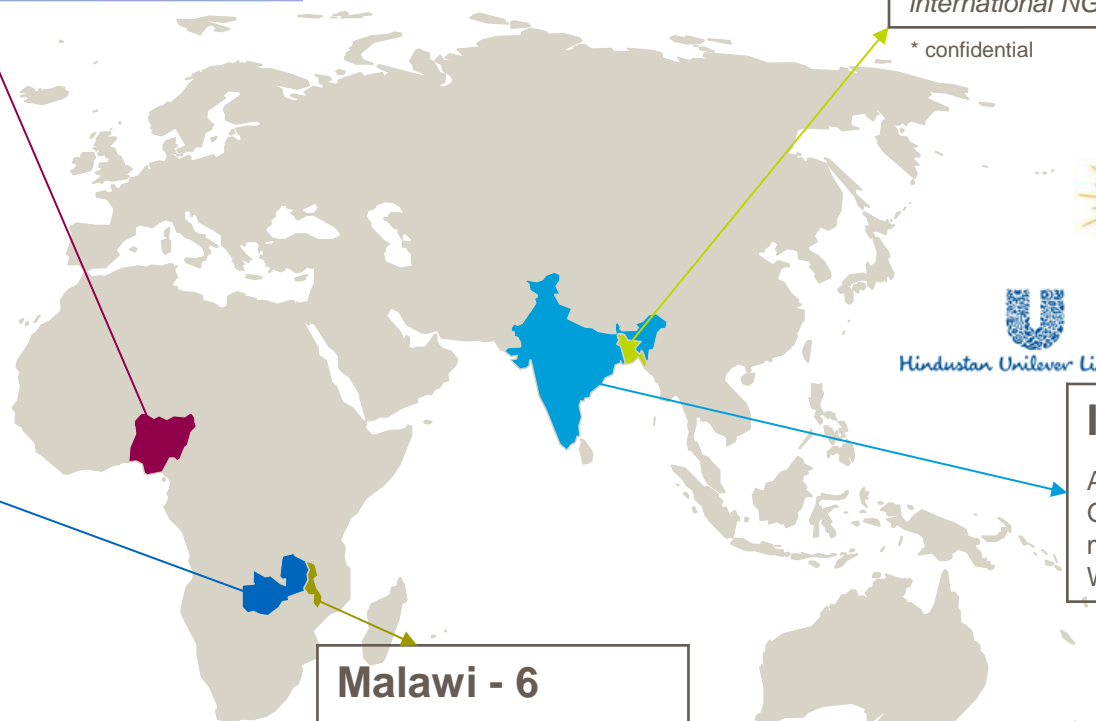 International NG
* confidential
Hindustan Unilever Li
Malawi - 6